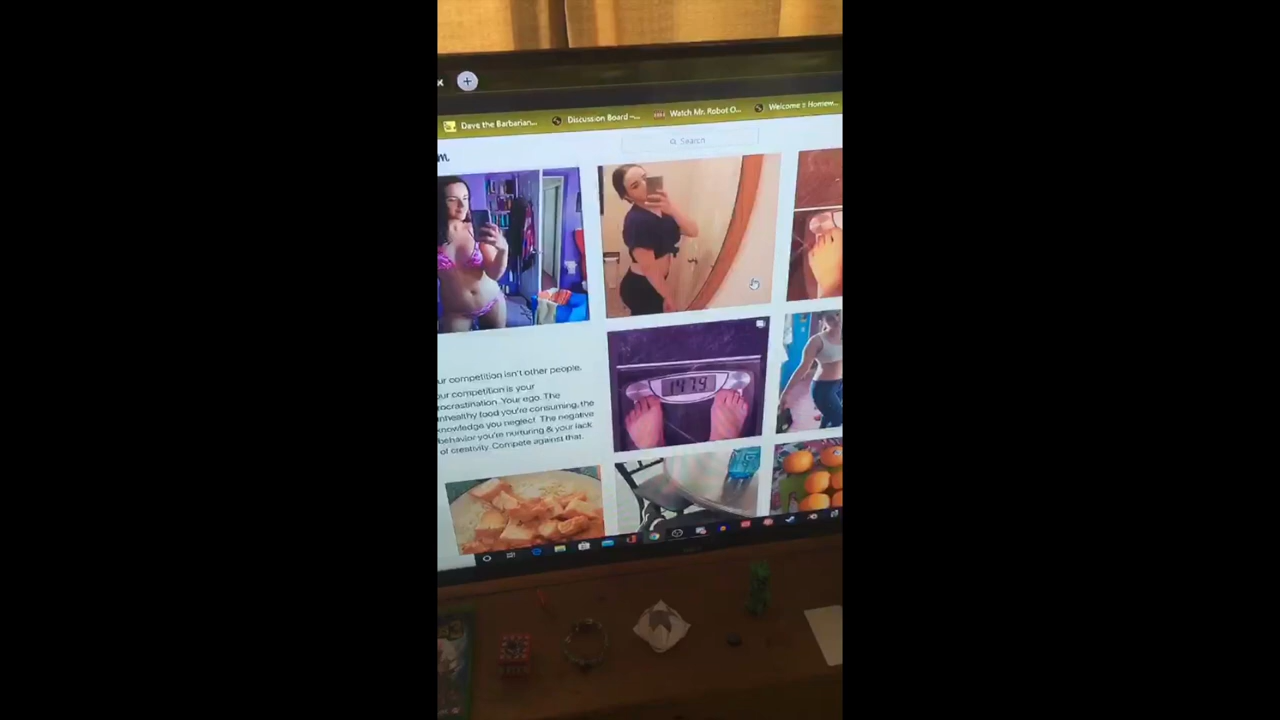 Dave the Barbarian...
Discussion Board –...
Watch Mr. Robot O...
Welcome :: Homew...
m
Search
ur competition isn't other people.
our competition is your
rocrastination. Your ego. The
nhealthy food you're consuming, the
knowledge you neglect. The negative
behavior you're nurturing & your lack
of creativity. Compete against that.
147.9